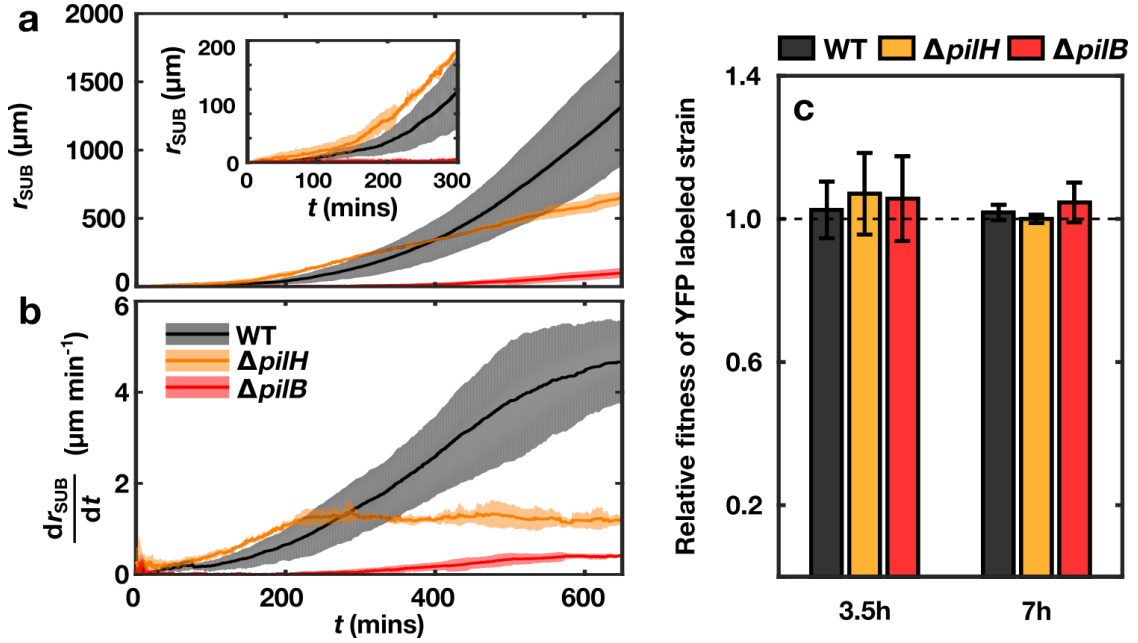 a
2000
1500
1000
500
0
r_SUB (µm)
200
100
0
r_SUB (µm)
0 100 200 300
t (mins)
b
6
4
2
0
dr_SUB/dt (µm min⁻¹)
WT
ΔpilH
ΔpilB
0 200 400 600
t (mins)
WT ΔpilH ΔpilB
c
1.4
1.0
0.6
0.2
Relative fitness of YFP labeled strain
3.5h 7h